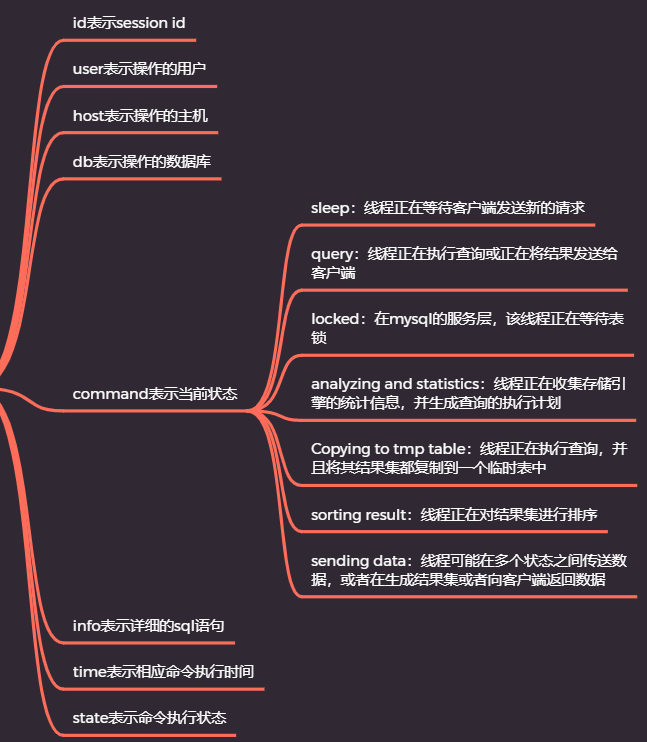 id表示session id
user表示操作的用户
host表示操作的主机
db表示操作的数据库
command表示当前状态
sleep：线程正在等待客户端发送新的请求
query：线程正在执行查询或正在将结果发送给
客户端
locked：在mysql的服务层，该线程正在等待表
锁
analyzing and statistics：线程正在收集存储引
擎的统计信息，并生成查询的执行计划
Copying to tmp table：线程正在执行查询，并
且将其结果集都复制到一个临时表中
sorting result：线程正在对结果集进行排序
sending data：线程可能在多个状态之间传送数
据，或者在生成结果集或者向客户端返回数据
info表示详细的sql语句
time表示相应命令执行时间
state表示命令执行状态